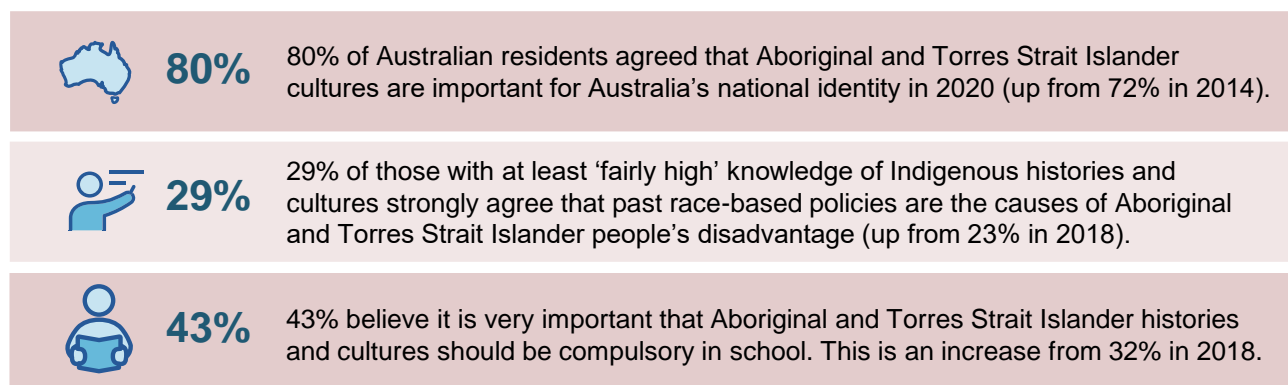 80%
80% of Australian residents agreed that Aboriginal and Torres Strait Islander
cultures are important for Australia’s national identity in 2020 (up from 72% in 2014).
29%
29% of those with at least ‘fairly high’ knowledge of Indigenous histories and
cultures strongly agree that past race-based policies are the causes of Aboriginal
and Torres Strait Islander people’s disadvantage (up from 23% in 2018).
43%
43% believe it is very important that Aboriginal and Torres Strait Islander histories
and cultures should be compulsory in school. This is an increase from 32% in 2018.